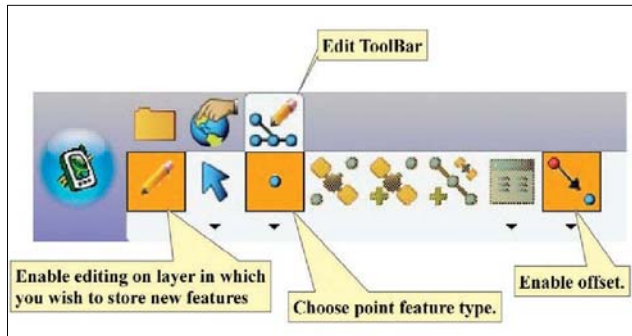 Edit ToolBar
Enable editing on layer in which
you wish to store new features
Choose point feature type.
Enable offset.